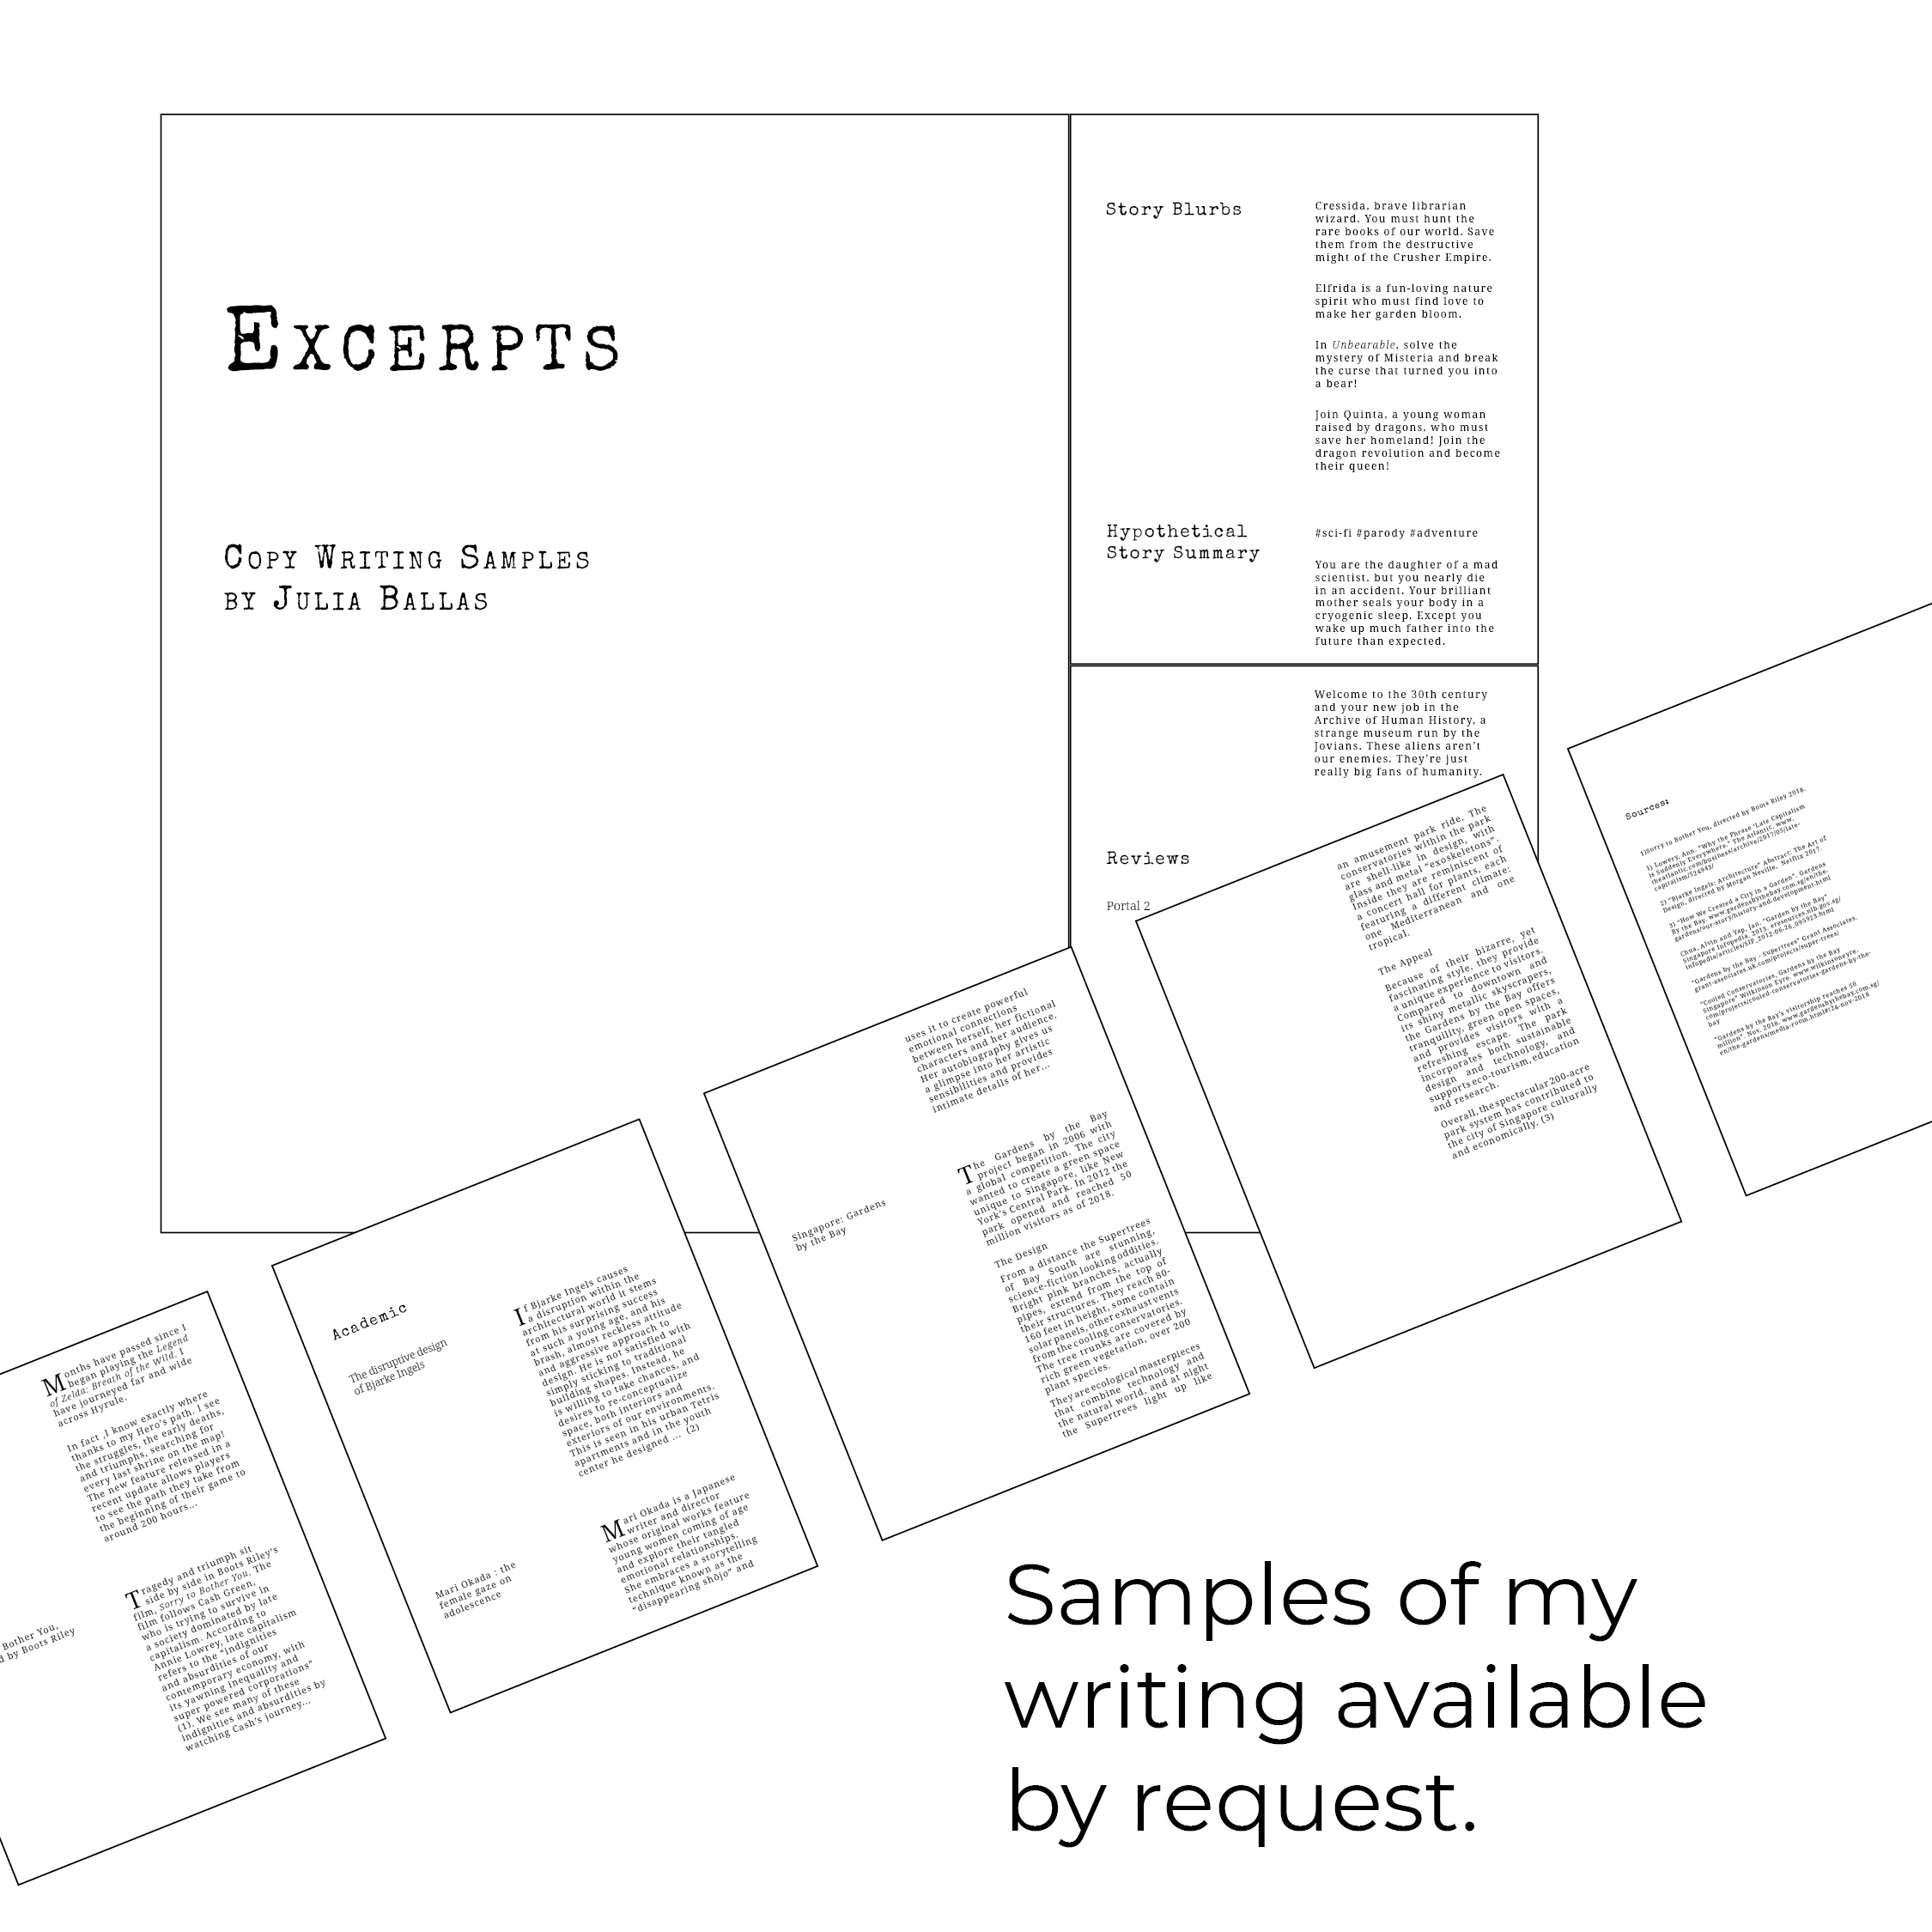 Excerpts
Copy Writing Samples
by Julia Ballas
Story Blurbs
Cressida, brave librarian
wizard. You must hunt the
rare books of our world. Save
them from the destructive
might of the Crusher Empire.
Elfrida is a fun-loving nature
spirit who must find love to
make her garden bloom.
In Unbearable, solve the
mystery of Misteria and break
the curse that turned you into
a bear!
Join Quinta, a young woman
raised by dragons, who must
save her homeland! Join the
dragon revolution and become
their queen!
Hypothetical
Story Summary
#sci-fi #parody #adventure
You are the daughter of a mad
scientist, but you nearly die
in an accident. Your brilliant
mother seals your body in a
cryogenic sleep. Except you
wake up much father into the
future than expected.
Welcome to the 30th century
and your new job in the
Archive of Human History, a
strange museum run by the
Jovians. These aliens aren't
our enemies. They're just
really big fans of humanity.
Reviews
Portal 2
Months have passed since I
began playing the Legend
of Zelda: Breath of the Wild. I
have journeyed far and wide
across Hyrule.
In fact ,I know exactly where
thanks to my Hero's path. I see
the struggles, the early deaths,
and triumphs, searching for
every last shrine on the map!
The new feature released in a
recent update allows players
to see the path they take from
the beginning of their game to
around 200 hours...
Bother You,
d by Boots Riley
Tragedy and triumph sit
side by side in Boots Riley's
film, Sorry to Bother You. The
film follows Cash Green,
who is trying to survive in
a society dominated by late
capitalism. According to
Annie Lowrey, late capitalism
refers to the "indignities
and absurdities of our
contemporary economy, with
its yawning inequality and
super powered corporations"
(1). We see many of these
indignities and absurdities by
watching Cash's journey...
Academic
The disruptive design
of Bjarke Ingels
If Bjarke Ingels causes
a disruption within the
architectural world it stems
from his surprising success
at such a young age, and his
brash, almost reckless attitude
and aggressive approach to
design. He is not satisfied with
simply sticking to traditional
building shapes. Instead, he
is willing to take chances, and
desires to re-conceptualize
space, both interiors and
exteriors of our environments.
This is seen in his urban Tetris
apartments and in the youth
center he designed ... (2)
Mari Okada : the
female gaze on
adolescence
Mari Okada is a Japanese
writer and director
whose original works feature
young women coming of age
and explore their tangled
emotional relationships.
She embraces a storytelling
technique known as the
"disappearing shōjo" and
uses it to create powerful
emotional connections
between herself, her fictional
characters and her audience.
Her autobiography gives us
a glimpse into her artistic
sensibilities and provides
intimate details of her...
Singapore: Gardens
by the Bay
The Gardens by the Bay
project began in 2006 with
a global competition. The city
wanted to create a green space
unique to Singapore, like New
York's Central Park. In 2012 the
park opened and reached 50
million visitors as of 2018.
The Design
From a distance the Supertrees
of Bay South are stunning,
science-fiction looking oddities.
Bright pink branches, actually
pipes, extend from the top of
their structures. They reach 80-
160 feet in height, some contain
solar panels, other exhaust vents
from the cooling conservatories.
The tree trunks are covered by
rich green vegetation, over 200
plant species.
They are ecological masterpieces
that combine technology and
the natural world, and at night
the Supertrees light up like
an amusement park ride. The
conservatories within the park
are shell-like in design, with
glass and metal "exoskeletons".
Inside they are reminiscent of
a concert hall for plants, each
featuring a different climate:
one Mediterranean and one
tropical.
The Appeal
Because of their bizarre, yet
fascinating style, they provide
a unique experience to visitors.
Compared to downtown and
its shiny metallic skyscrapers,
the Gardens by the Bay offers
tranquility, green open spaces,
and provides visitors with a
refreshing escape. The park
incorporates both sustainable
design and technology, and
supports eco-tourism, education
and research.
Overall, the spectacular 200-acre
park system has contributed to
the city of Singapore culturally
and economically. (3)
Sources:
1)Sorry to Bother You, directed by Boots Riley 2018.
1) Lowery, Ann. "Why the Phrase 'Late Capitalism
is Suddenly Everywhere." The Atlantic. www.
theatlantic.com/business/archive/2017/05/late-
capitalism/524943/
2) "Bjarke Ingels: Architecture" Abstract: The Art of
Design, directed by Morgan Neville, Netflix 2017.
3) "How We Created a City in a Garden". Gardens
by the Bay. www.gardensbythebay.com.sg/en/the-
gardens/our-story/history-and-development.html
Chua, Alvin and Yap, Jan. "Garden by the Bay"
Singapore Infopedia, 2013. eresources.nlb.gov.sg/
infopedia/articles/SIP_2012-06-26_095923.html
"Gardens by the Bay - Supertrees" Grant Associates.
grant-associates.uk.com/projects/super-trees/
"Cooled Conservatories, Gardens by the Bay
Singapore" Wilkinson Eyre. www.wilkinsoneyre.
com/projects/cooled-conservatories-gardens-by-the-
bay
"Gardens by the Bay's visitorship reaches 50
million". Nov. 2018. www.gardensbythebay.com.sg/
en/the-gardens/media-room.html#!24-nov-2018
Samples of my
writing available
by request.